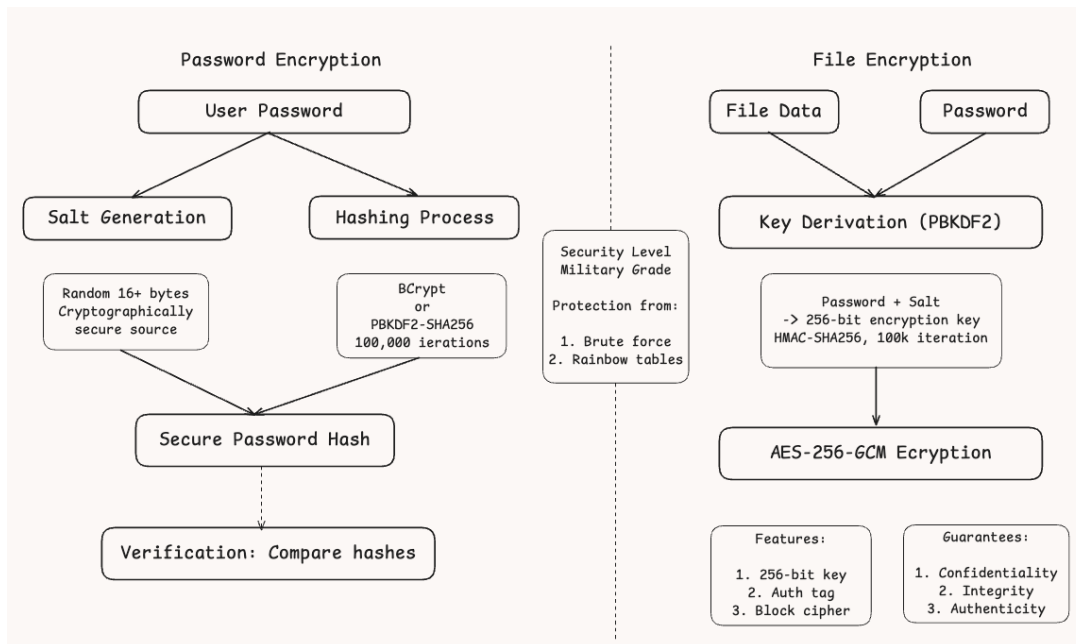 Password Encryption
User Password
Salt Generation
Hashing Process
Random 16+ bytes
Cryptographically
secure source
BCrypt
or
PBKDF2-SHA256
100,000 ierations
Secure Password Hash
Verification: Compare hashes
Security Level
Military Grade
Protection from:
1. Brute force
2. Rainbow tables
File Encryption
File Data
Password
Key Derivation (PBKDF2)
Password + Salt
-> 256-bit encryption key
HMAC-SHA256, 100k iteration
AES-256-GCM Ecryption
Features:
1. 256-bit key
2. Auth tag
3. Block cipher
Guarantees:
1. Confidentiality
2. Integrity
3. Authenticity